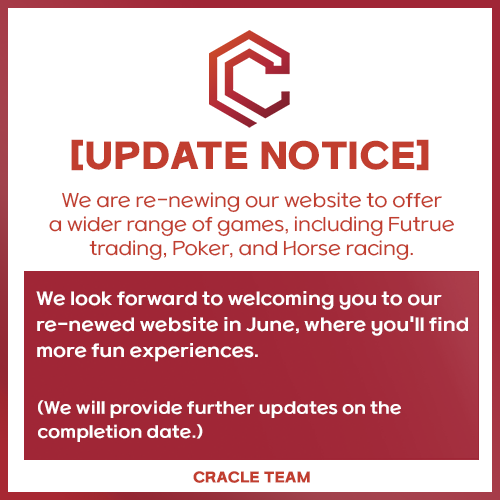 [UPDATE NOTICE]
We are re-newing our website to offer
a wider range of games, including Futrue
trading, Poker, and Horse racing.
We look forward to welcoming you to our
re-newed website in June, where you'll find
more fun experiences.
(We will provide further updates on the
completion date.)
CRACLE TEAM